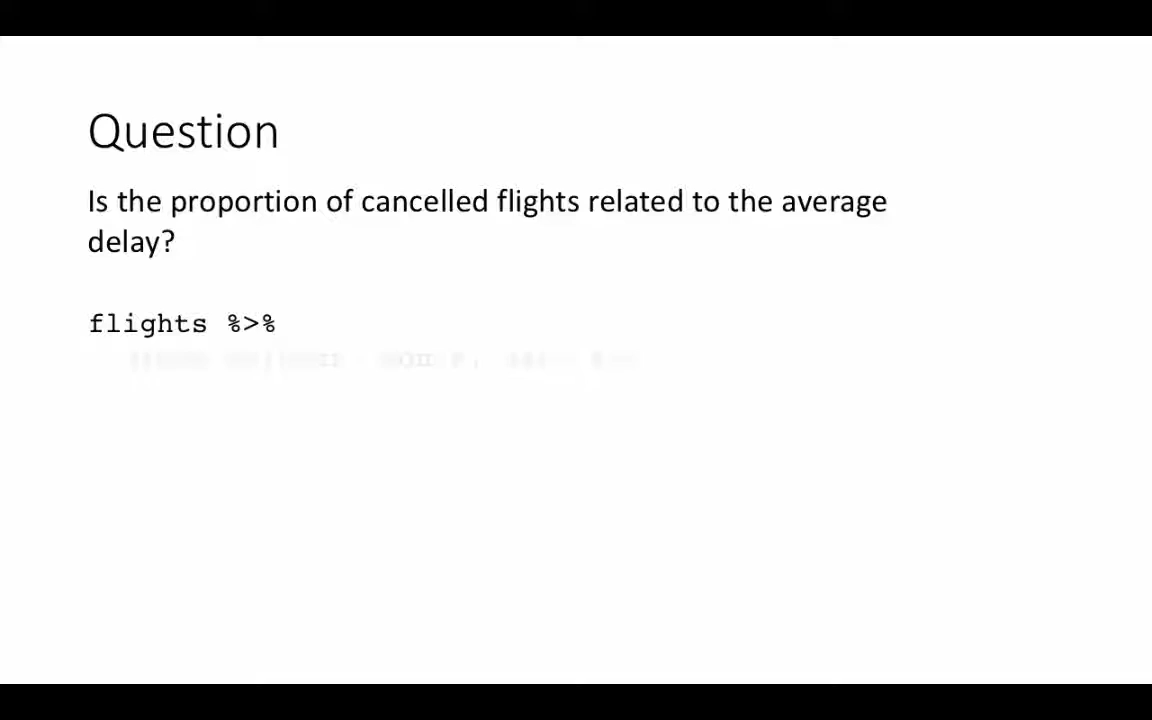 Question
Is the proportion of cancelled flights related to the average
delay?
flights %>%